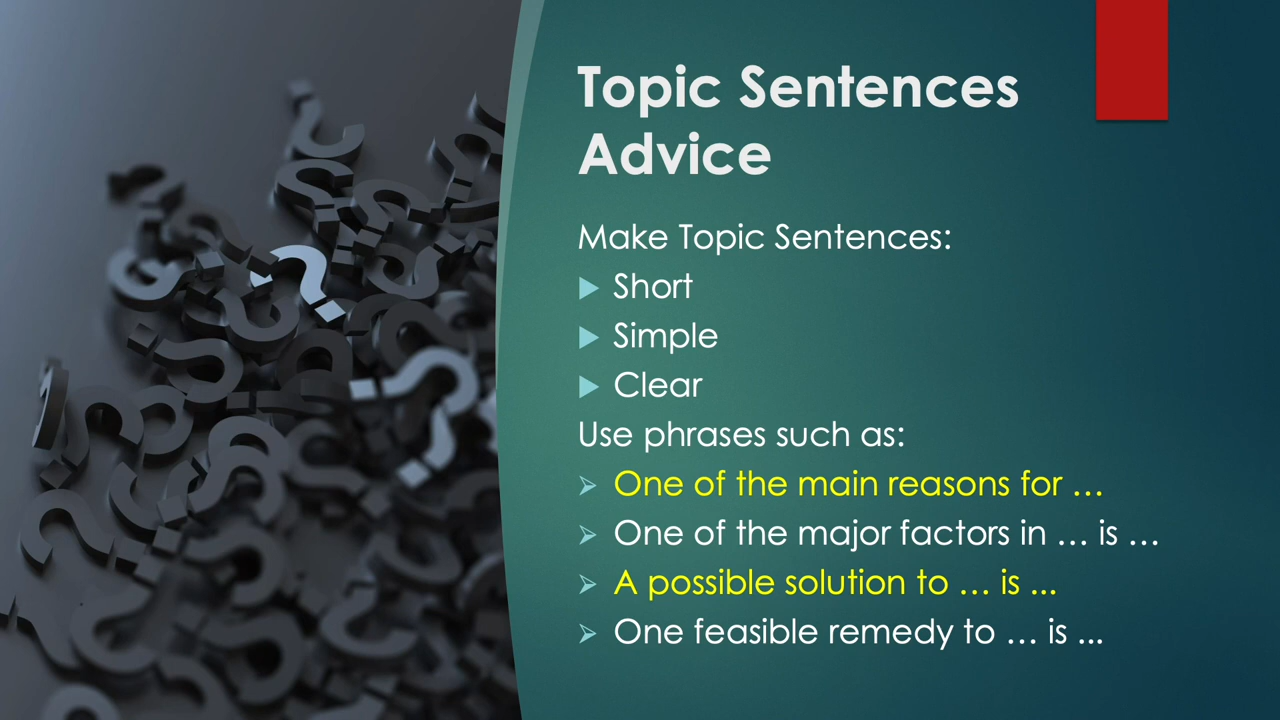 Topic Sentences
Advice
Make Topic Sentences:
Short
Simple
Clear
Use phrases such as:
One of the main reasons for …
One of the major factors in … is …
A possible solution to … is ...
One feasible remedy to … is ...